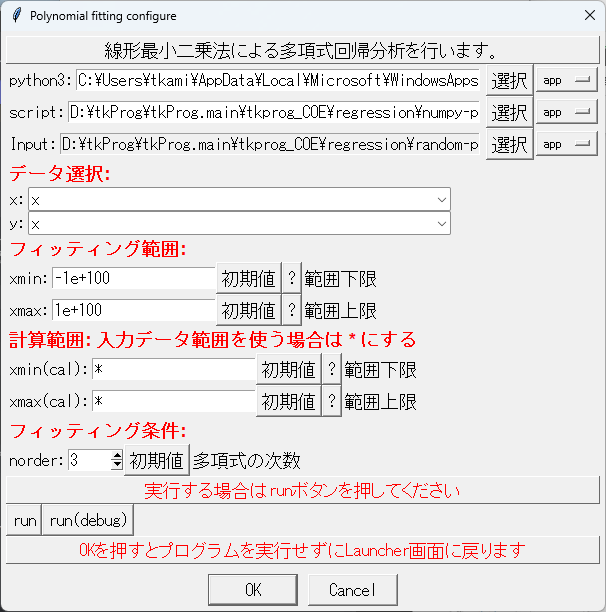 Polynomial fitting configure
線形最小二乗法による多項式回帰分析を行います。
python3: C:¥Users¥tkami¥AppData¥Local¥Microsoft¥WindowsApps 選択 app
script: D:¥tkProg¥tkProg.main¥tkprog_COE¥regression¥numpy-p 選択 app
Input: D:¥tkProg¥tkProg.main¥tkprog_COE¥regression¥random-p 選択 app
データ選択:
x: x
y: x
フィッティング範囲:
xmin: -1e+100 初期値 ? 範囲下限
xmax: 1e+100 初期値 ? 範囲上限
計算範囲: 入力データ範囲を使う場合は * にする
xmin(cal): * 初期値 ? 範囲下限
xmax(cal): * 初期値 ? 範囲上限
フィッティング条件:
norder: 3 初期値 多項式の次数
実行する場合は runボタンを押してください
run run(debug)
OKを押すとプログラムを実行せずにLauncher画面に戻ります
OK Cancel